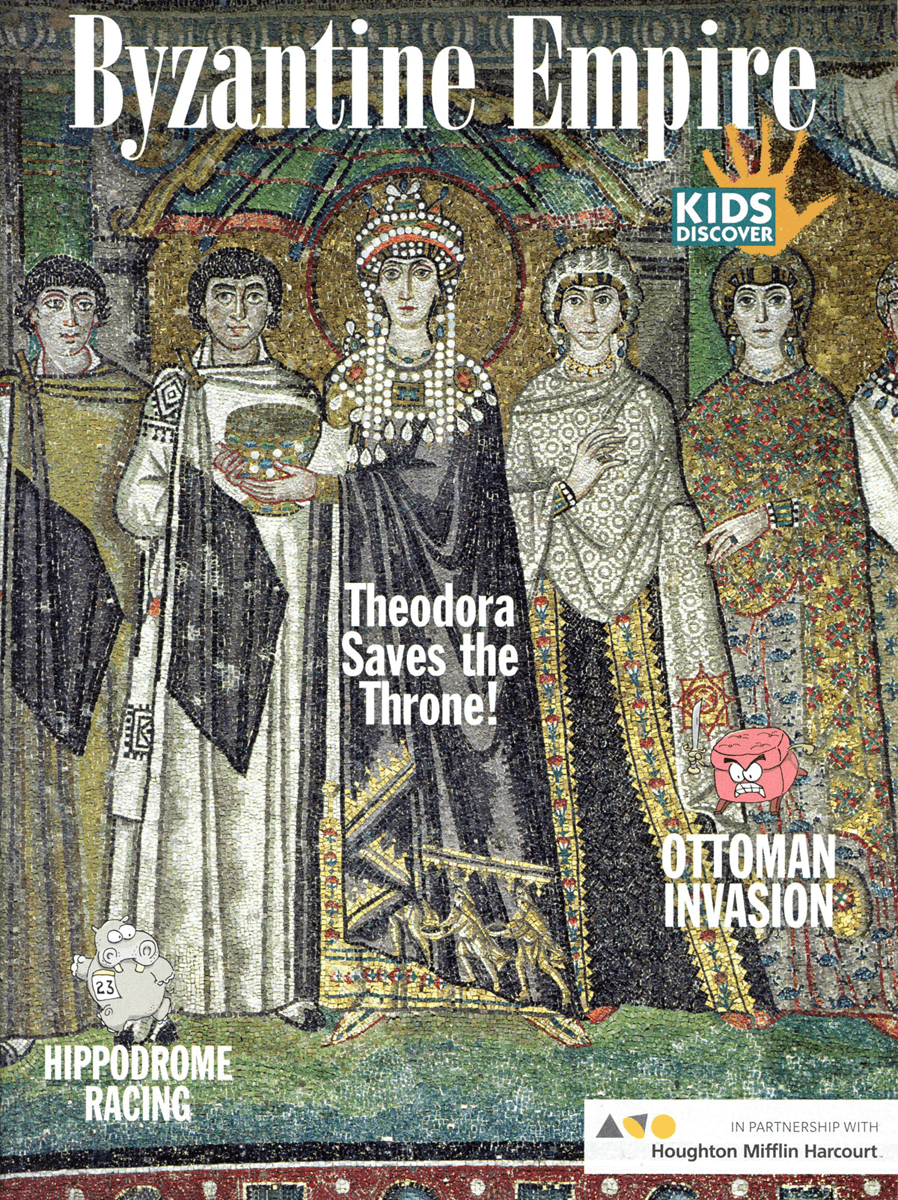 Byzantine Empire
KIDS
DISCOVER
Theodora
Saves the
Throne!
OTTOMAN
INVASION
23
HIPPODROME
RACING
IN PARTNERSHIP WITH
Houghton Mifflin Harcourt